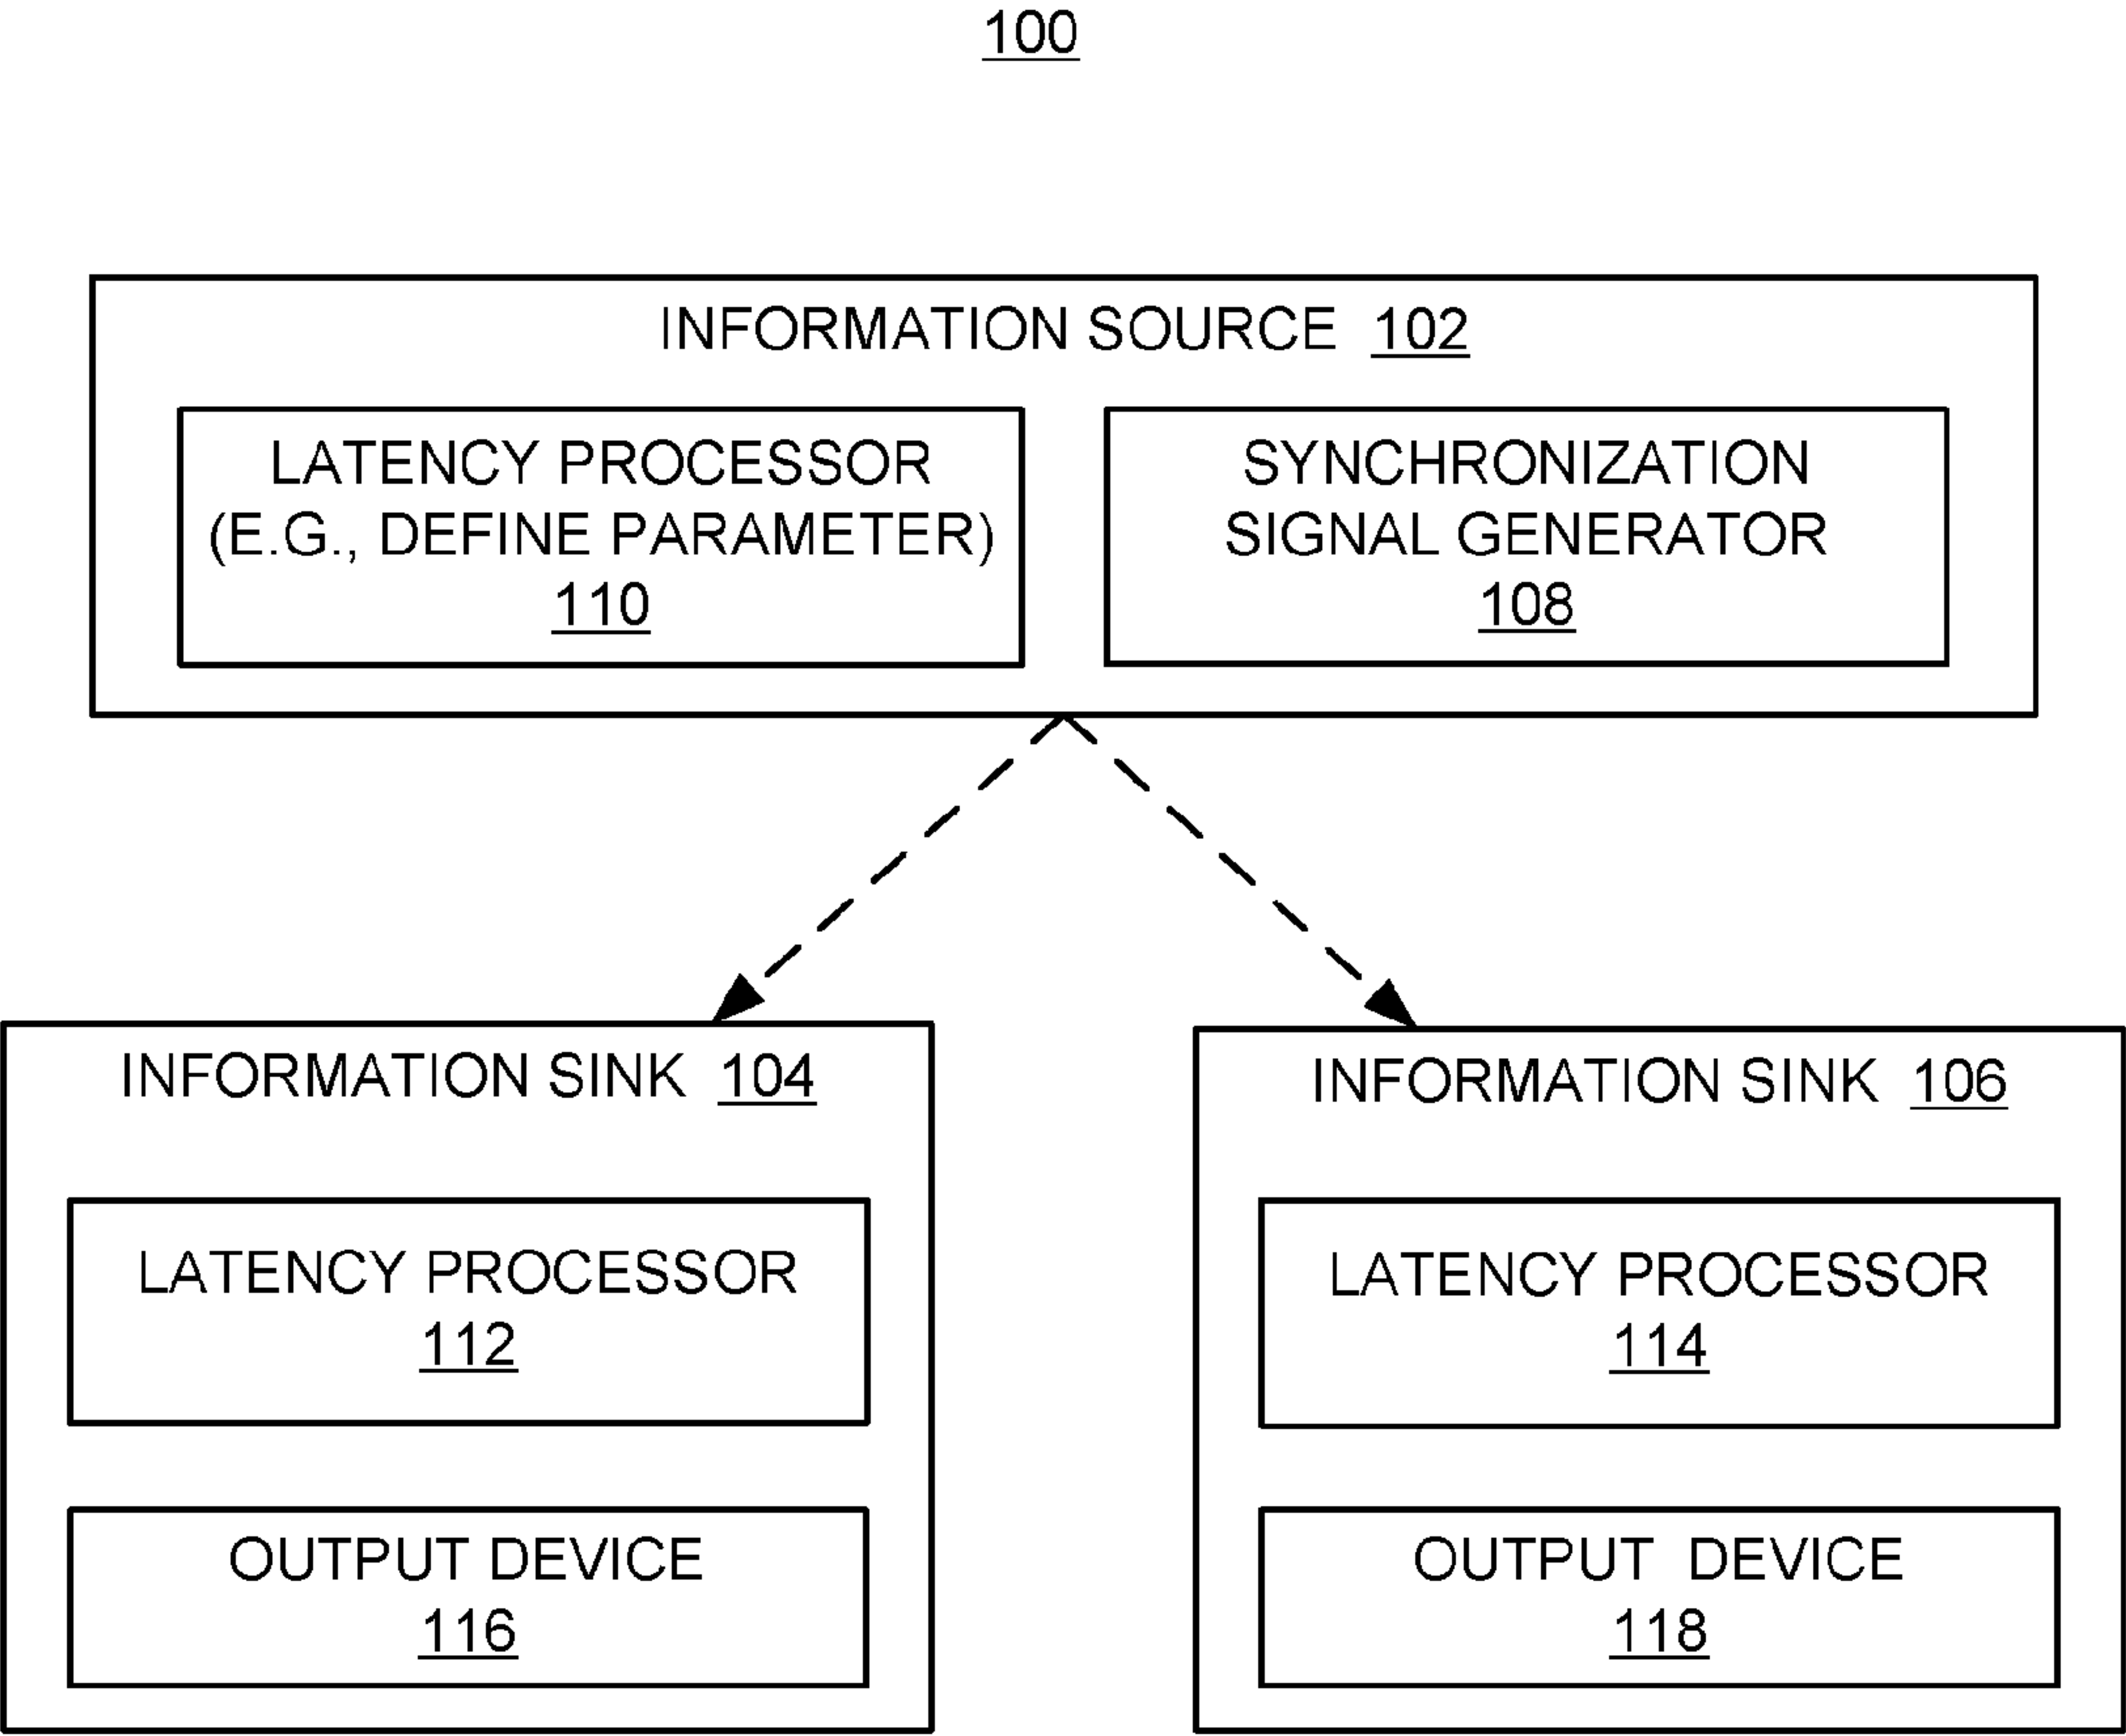 100
INFORMATION SOURCE 102
LATENCY PROCESSOR
(E.G., DEFINE PARAMETER)
110
SYNCHRONIZATION
SIGNAL GENERATOR
108
INFORMATION SINK 104
LATENCY PROCESSOR
112
OUTPUT DEVICE
116
INFORMATION SINK 106
LATENCY PROCESSOR
114
OUTPUT DEVICE
118